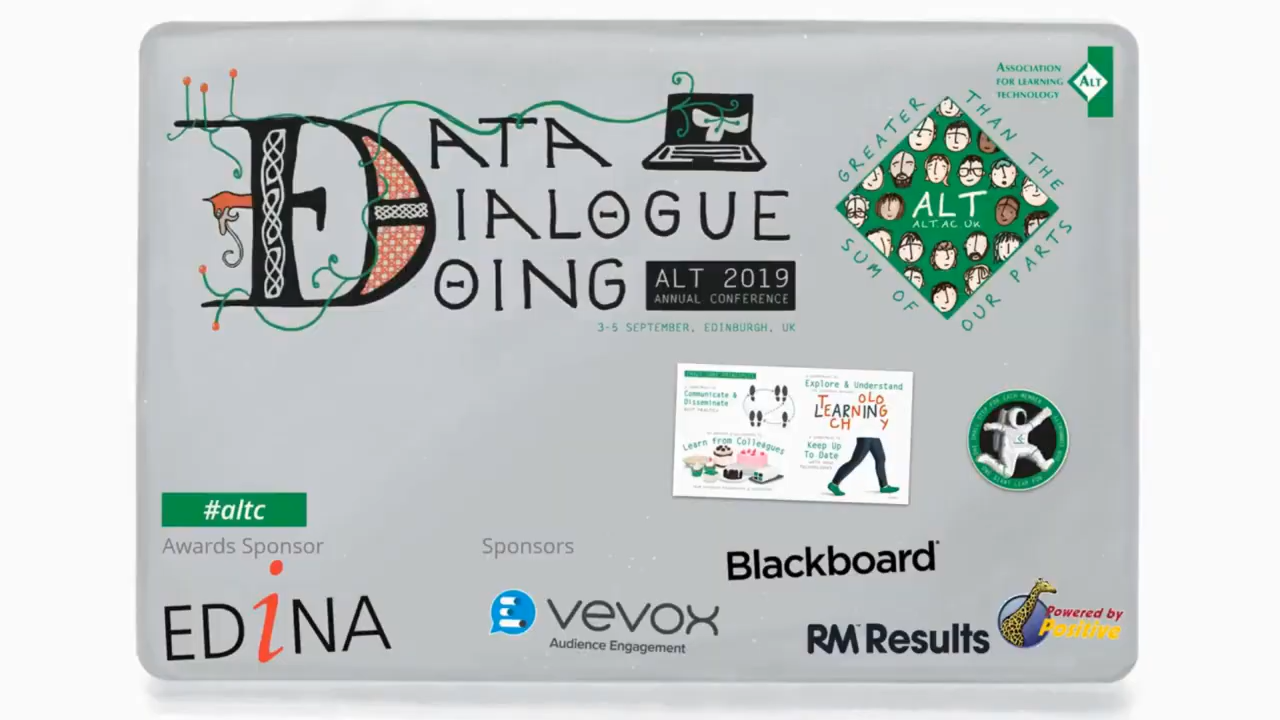 DATA
DIALOGUE
DOING
ALT 2019
ANNUAL CONFERENCE
3-5 SEPTEMBER, EDINBURGH, UK
ASSOCIATION
FOR LEARNING
TECHNOLOGY
ALT
GREATER THAN THE
SUM OF OUR PARTS
ALT
ALT.AC.UK
Communicate &
Disseminate
Explore & Understand
LEARNING
Learn from Colleagues
Keep Up
To Date
#altc
Awards Sponsor
EDiNA
Sponsors
vevox
Audience Engagement
Blackboard
RM Results
Powered by
Positive